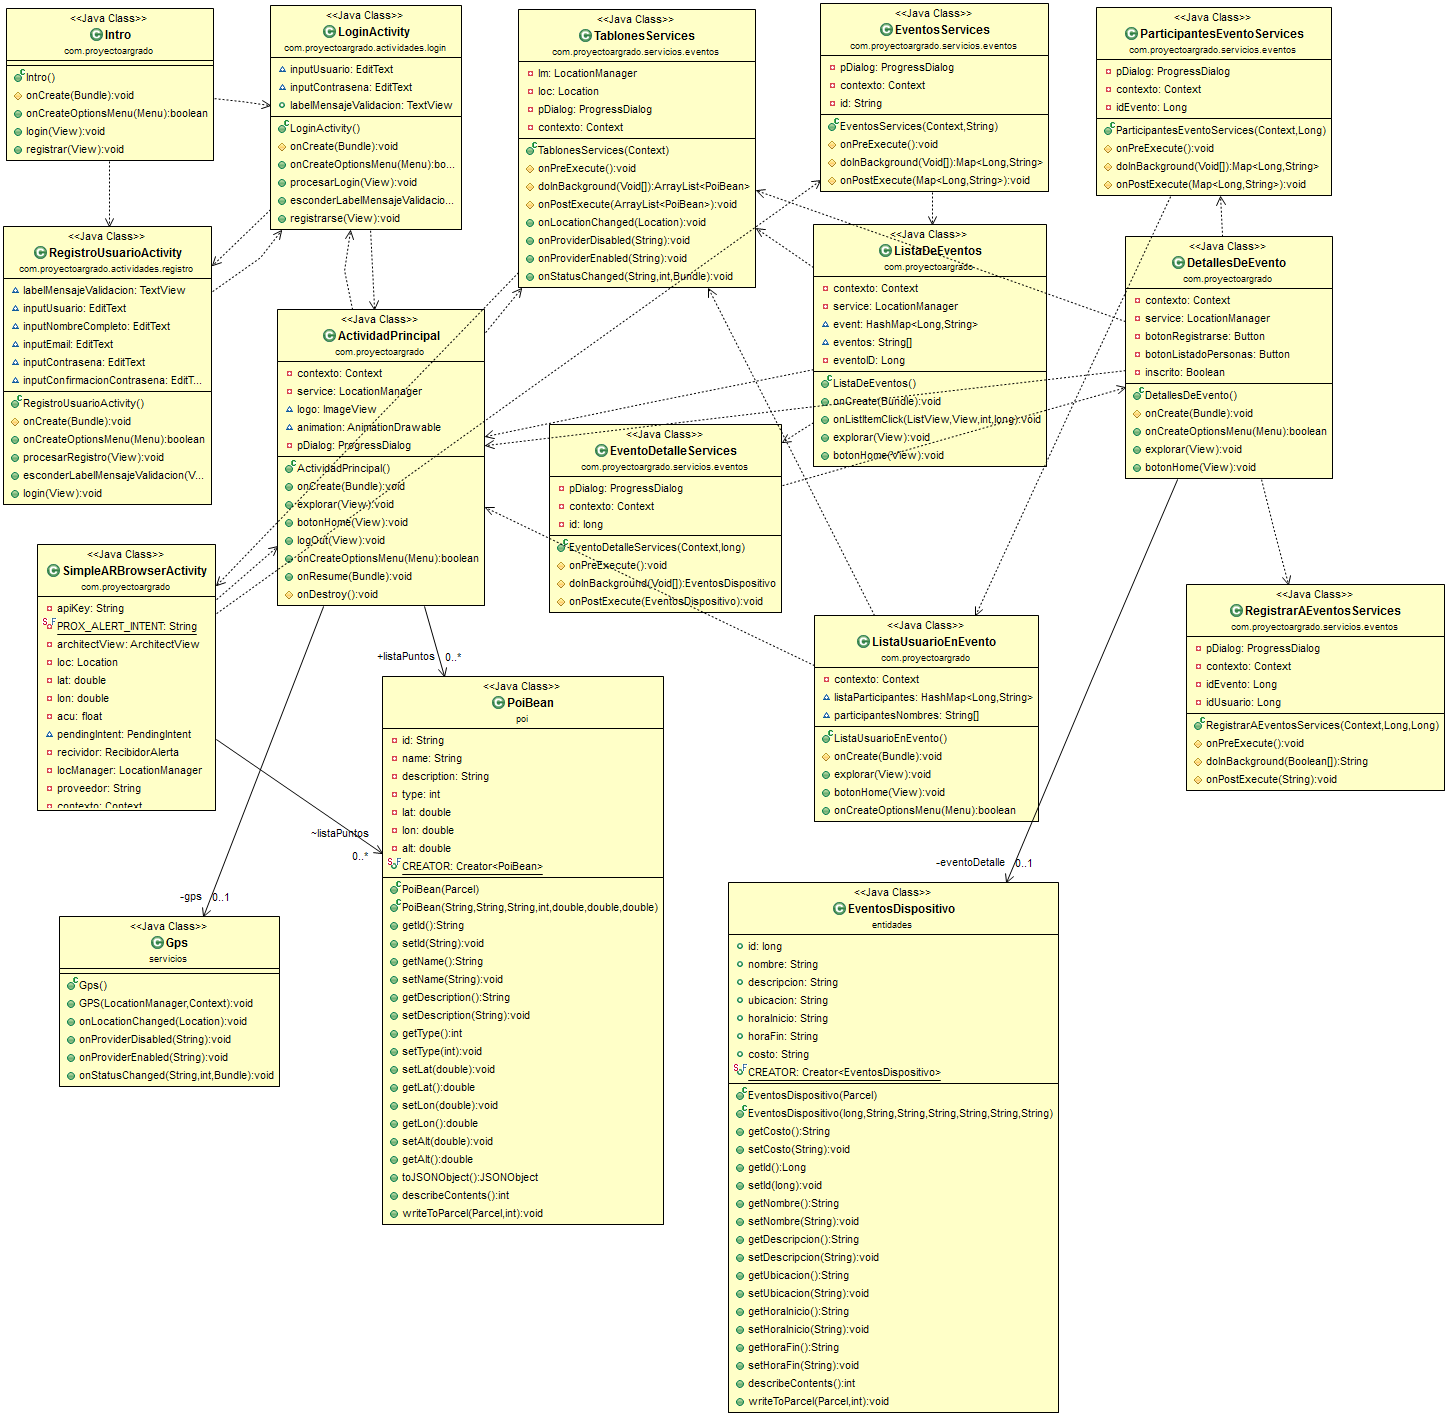 <<Java Class>>
Intro
com.proyectoargrado
Intro()
onCreate(Bundle):void
onCreateOptionsMenu(Menu):boolean
login(View):void
registrar(View):void
<<Java Class>>
LoginActivity
com.proyectoargrado.actividades.login
inputUsuario: EditText
inputContrasena: EditText
labelMensajeValidacion: TextView
LoginActivity()
onCreate(Bundle):void
onCreateOptionsMenu(Menu):bo...
procesarLogin(View):void
esconderLabelMensajeValidacio...
registrarse(View):void
<<Java Class>>
TablonesServices
com.proyectoargrado.servicios.eventos
lm: LocationManager
loc: Location
pDialog: ProgressDialog
contexto: Context
TablonesServices(Context)
onPreExecute():void
doInBackground(Void[]):ArrayList<PoiBean>
onPostExecute(ArrayList<PoiBean>):void
onLocationChanged(Location):void
onProviderDisabled(String):void
onProviderEnabled(String):void
onStatusChanged(String,int,Bundle):void
<<Java Class>>
EventosServices
com.proyectoargrado.servicios.eventos
pDialog: ProgressDialog
contexto: Context
id: String
EventosServices(Context,String)
onPreExecute():void
doInBackground(Void[]):Map<Long,String>
onPostExecute(Map<Long,String>):void
<<Java Class>>
ParticipantesEventoServices
com.proyectoargrado.servicios.eventos
pDialog: ProgressDialog
contexto: Context
idEvento: Long
ParticipantesEventoServices(Context,Long)
onPreExecute():void
doInBackground(Void[]):Map<Long,String>
onPostExecute(Map<Long,String>):void
<<Java Class>>
RegistroUsuarioActivity
com.proyectoargrado.actividades.registro
labelMensajeValidacion: TextView
inputUsuario: EditText
inputNombreCompleto: EditText
inputEmail: EditText
inputContrasena: EditText
inputConfirmacionContrasena: EditT...
RegistroUsuarioActivity()
onCreate(Bundle):void
onCreateOptionsMenu(Menu):boolean
procesarRegistro(View):void
esconderLabelMensajeValidacion(V...
login(View):void
<<Java Class>>
ActividadPrincipal
com.proyectoargrado
contexto: Context
service: LocationManager
logo: ImageView
animation: AnimationDrawable
pDialog: ProgressDialog
ActividadPrincipal()
onCreate(Bundle):void
explorar(View):void
botonHome(View):void
logOut(View):void
onCreateOptionsMenu(Menu):boolean
onResume(Bundle):void
onDestroy():void
<<Java Class>>
ListaDeEventos
com.proyectoargrado
contexto: Context
service: LocationManager
event: HashMap<Long,String>
eventos: String[]
eventoID: Long
ListaDeEventos()
onCreate(Bundle):void
onListItemClick(ListView,View,int,long):void
explorar(View):void
botonHome(View):void
<<Java Class>>
DetallesDeEvento
com.proyectoargrado
contexto: Context
service: LocationManager
botonRegistrarse: Button
botonListadoPersonas: Button
inscrito: Boolean
DetallesDeEvento()
onCreate(Bundle):void
onCreateOptionsMenu(Menu):boolean
explorar(View):void
botonHome(View):void
<<Java Class>>
EventoDetalleServices
com.proyectoargrado.servicios.eventos
pDialog: ProgressDialog
contexto: Context
id: long
EventoDetalleServices(Context,long)
onPreExecute():void
doInBackground(Void[]):EventosDispositivo
onPostExecute(EventosDispositivo):void
<<Java Class>>
SimpleARBrowserActivity
com.proyectoargrado
apiKey: String
PROX_ALERT_INTENT: String
architectView: ArchitectView
loc: Location
lat: double
lon: double
acu: float
pendingIntent: PendingIntent
recividor: RecibidorAlerta
locManager: LocationManager
proveedor: String
contexto: Context
<<Java Class>>
RegistrarAEventosServices
com.proyectoargrado.servicios.eventos
pDialog: ProgressDialog
contexto: Context
idEvento: Long
idUsuario: Long
RegistrarAEventosServices(Context,Long,Long)
onPreExecute():void
doInBackground(Boolean[]):String
onPostExecute(String):void
<<Java Class>>
ListaUsuarioEnEvento
com.proyectoargrado
contexto: Context
listaParticipantes: HashMap<Long,String>
participantesNombres: String[]
ListaUsuarioEnEvento()
onCreate(Bundle):void
explorar(View):void
botonHome(View):void
onCreateOptionsMenu(Menu):boolean
+listaPuntos 0..*
~listaPuntos
0..*
-gps 0..1
-eventoDetalle 0..1
<<Java Class>>
PoiBean
poi
id: String
name: String
description: String
type: int
lat: double
lon: double
alt: double
CREATOR: Creator<PoiBean>
PoiBean(Parcel)
PoiBean(String,String,String,int,double,double,double)
getId():String
setId(String):void
getName():String
setName(String):void
getDescription():String
setDescription(String):void
getType():int
setType(int):void
setLat(double):void
getLat():double
setLon(double):void
getLon():double
setAlt(double):void
getAlt():double
toJSONObject():JSONObject
describeContents():int
writeToParcel(Parcel,int):void
<<Java Class>>
Gps
servicios
Gps()
GPS(LocationManager,Context):void
onLocationChanged(Location):void
onProviderDisabled(String):void
onProviderEnabled(String):void
onStatusChanged(String,int,Bundle):void
<<Java Class>>
EventosDispositivo
entidades
id: long
nombre: String
descripcion: String
ubicacion: String
horaInicio: String
horaFin: String
costo: String
CREATOR: Creator<EventosDispositivo>
EventosDispositivo(Parcel)
EventosDispositivo(long,String,String,String,String,String,String)
getCosto():String
setCosto(String):void
getId():Long
setId(long):void
getNombre():String
setNombre(String):void
getDescripcion():String
setDescripcion(String):void
getUbicacion():String
setUbicacion(String):void
getHoraInicio():String
setHoraInicio(String):void
getHoraFin():String
setHoraFin(String):void
describeContents():int
writeToParcel(Parcel,int):void